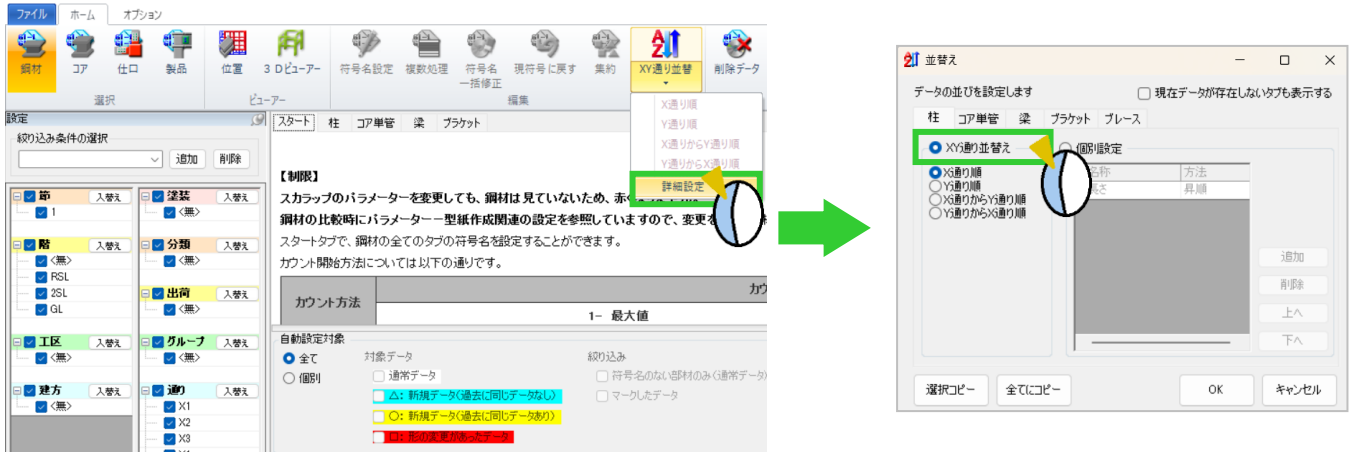 ファイル ホーム オプション
鋼材 コア 仕口 製品 位置 3Dビューアー 符号名設定 複数処理 符号名一括修正 現符号に戻す 集約 XY通り並替 削除データ
選択 ビューアー 編集
X通り順
Y通り順
X通りからY通り順
Y通りからX通り順
詳細設定
設定
絞り込み条件の選択
追加 削除
節 入替え
1
階 入替え
<無>
RSL
2SL
GL
工区 入替え
<無>
建方 入替え
<無>
塗装 入替え
<無>
分類 入替え
<無>
出荷 入替え
<無>
グループ 入替え
<無>
通り 入替え
X1
X2
X3
スタート 柱 コア単管 梁 ブラケット
【制限】
スカラップのパラメーターを変更しても、鋼材は見ていないため、
鋼材の比較時にパラメーターー型紙作成関連の設定を参照していますので、変更
スタートタブで、鋼材の全てのタブの符号名を設定することができます。
カウント開始方法については以下の通りです。
カウント方法
1- 最大値
自動設定対象
全て
個別
対象データ
通常データ
△: 新規データ(過去に同じデータなし)
○: 新規データ(過去に同じデータあり)
□: 形の変更があったデータ
絞り込み
符号名のない部材のみ(通常データ)
マークしたデータ
並替え
データの並びを設定します
現在データが存在しないタブも表示する
柱 コア単管 梁 ブラケット ブレース
XY通り並替え
X通り順
Y通り順
X通りからY通り順
Y通りからX通り順
個別設定
名称 方法
長さ 昇順
追加
削除
上へ
下へ
選択コピー 全てにコピー OK キャンセル